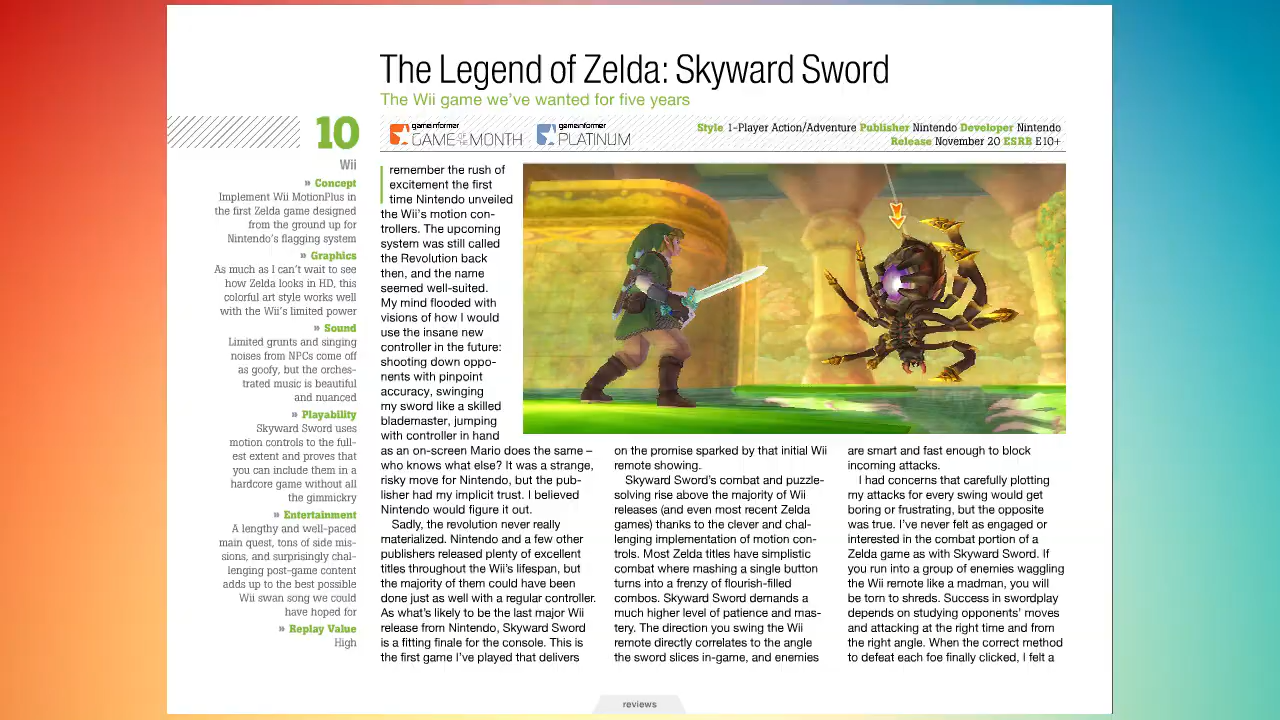 The Legend of Zelda: Skyward Sword
The Wii game we've wanted for five years
10
Wii
» Concept
Implement Wii MotionPlus in
the first Zelda game designed
from the ground up for
Nintendo's flagging system
» Graphics
As much as I can't wait to see
how Zelda looks in HD, this
colorful art style works well
with the Wii's limited power
» Sound
Limited grunts and singing
noises from NPCs come off
as goofy, but the orches-
trated music is beautiful
and nuanced
» Playability
Skyward Sword uses
motion controls to the full-
est extent and proves that
you can include them in a
hardcore game without all
the gimmickry
» Entertainment
A lengthy and well-paced
main quest, tons of side mis-
sions, and surprisingly chal-
lenging post-game content
adds up to the best possible
Wii swan song we could
have hoped for
» Replay Value
High
gameinformer
GAME OF THE MONTH
gameinformer
PLATINUM
Style 1-Player Action/Adventure Publisher Nintendo Developer Nintendo
Release November 20 ESRB E10+
I remember the rush of
excitement the first
time Nintendo unveiled
the Wii's motion con-
trollers. The upcoming
system was still called
the Revolution back
then, and the name
seemed well-suited.
My mind flooded with
visions of how I would
use the insane new
controller in the future:
shooting down oppo-
nents with pinpoint
accuracy, swinging
my sword like a skilled
blademaster, jumping
with controller in hand
as an on-screen Mario does the same –
who knows what else? It was a strange,
risky move for Nintendo, but the pub-
lisher had my implicit trust. I believed
Nintendo would figure it out.
Sadly, the revolution never really
materialized. Nintendo and a few other
publishers released plenty of excellent
titles throughout the Wii's lifespan, but
the majority of them could have been
done just as well with a regular controller.
As what's likely to be the last major Wii
release from Nintendo, Skyward Sword
is a fitting finale for the console. This is
the first game I've played that delivers
on the promise sparked by that initial Wii
remote showing.
Skyward Sword's combat and puzzle-
solving rise above the majority of Wii
releases (and even most recent Zelda
games) thanks to the clever and chal-
lenging implementation of motion con-
trols. Most Zelda titles have simplistic
combat where mashing a single button
turns into a frenzy of flourish-filled
combos. Skyward Sword demands a
much higher level of patience and mas-
tery. The direction you swing the Wii
remote directly correlates to the angle
the sword slices in-game, and enemies
are smart and fast enough to block
incoming attacks.
I had concerns that carefully plotting
my attacks for every swing would get
boring or frustrating, but the opposite
was true. I've never felt as engaged or
interested in the combat portion of a
Zelda game as with Skyward Sword. If
you run into a group of enemies waggling
the Wii remote like a madman, you will
be torn to shreds. Success in swordplay
depends on studying opponents' moves
and attacking at the right time and from
the right angle. When the correct method
to defeat each foe finally clicked, I felt a
reviews